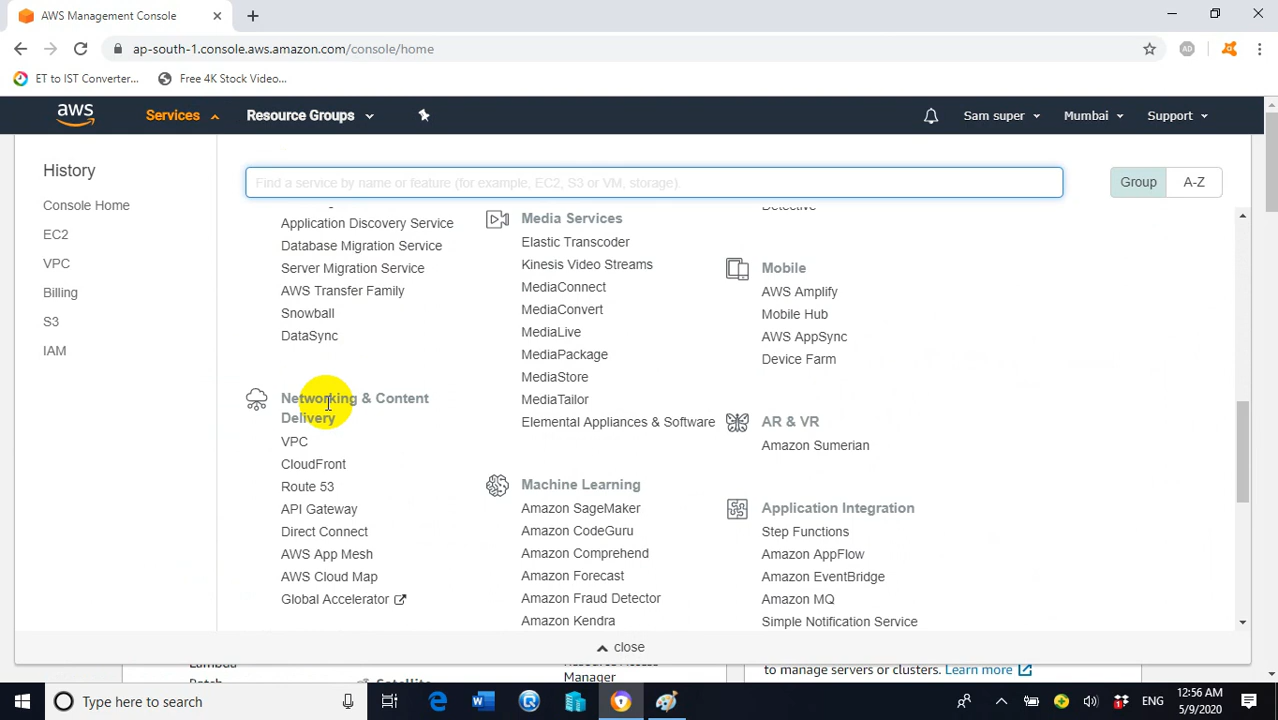 AWS Management Console
ap-south-1.console.aws.amazon.com/console/home
AD
ET to IST Converter...
Free 4K Stock Video...
aws
Services
Resource Groups
Sam super
Mumbai
Support
History
Console Home
EC2
VPC
Billing
S3
IAM
Find a service by name or feature (for example, EC2, S3 or VM, storage).
Group
A-Z
Application Discovery Service
Database Migration Service
Server Migration Service
AWS Transfer Family
Snowball
DataSync
Networking & Content
Delivery
VPC
CloudFront
Route 53
API Gateway
Direct Connect
AWS App Mesh
AWS Cloud Map
Global Accelerator
Media Services
Elastic Transcoder
Kinesis Video Streams
MediaConnect
MediaConvert
MediaLive
MediaPackage
MediaStore
MediaTailor
Elemental Appliances & Software
Machine Learning
Amazon SageMaker
Amazon CodeGuru
Amazon Comprehend
Amazon Forecast
Amazon Fraud Detector
Amazon Kendra
Detective
Mobile
AWS Amplify
Mobile Hub
AWS AppSync
Device Farm
AR & VR
Amazon Sumerian
Application Integration
Step Functions
Amazon AppFlow
Amazon EventBridge
Amazon MQ
Simple Notification Service
close
Lambda
Batch
Satellite
Manager
to manage servers or clusters. Learn more
Type here to search
ENG
12:56 AM
5/9/2020